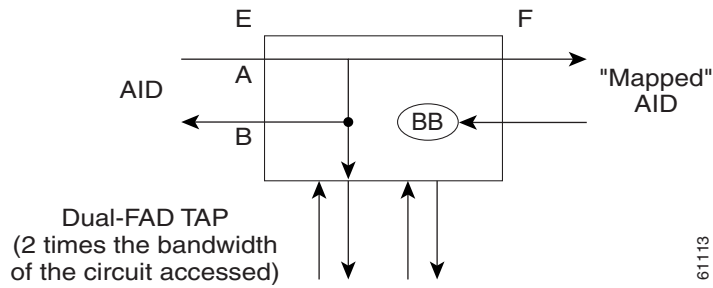 E
F
A
AID
"Mapped"
AID
BB
B
Dual-FAD TAP
(2 times the bandwidth
of the circuit accessed)
61113